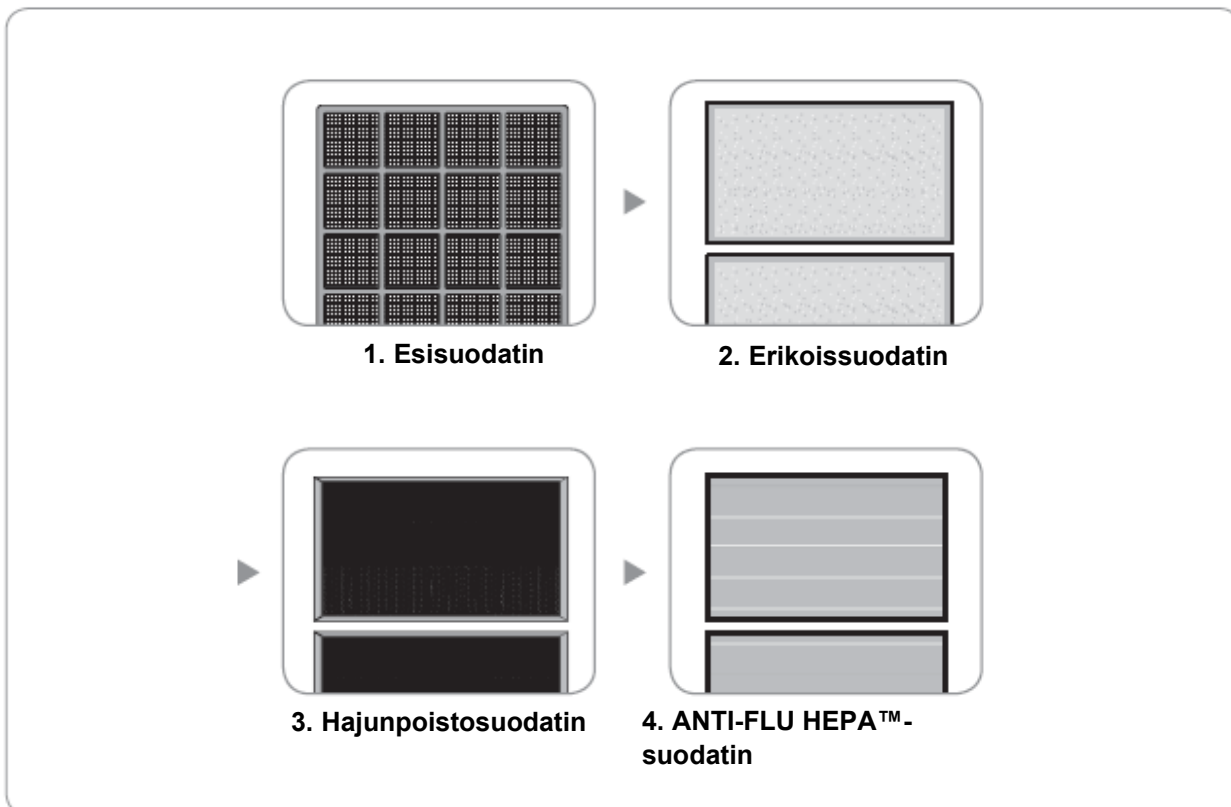 1. Esisuodatin
2. Erikoissuodatin
3. Hajunpoistosuodatin
4. ANTI-FLU HEPA™-
suodatin